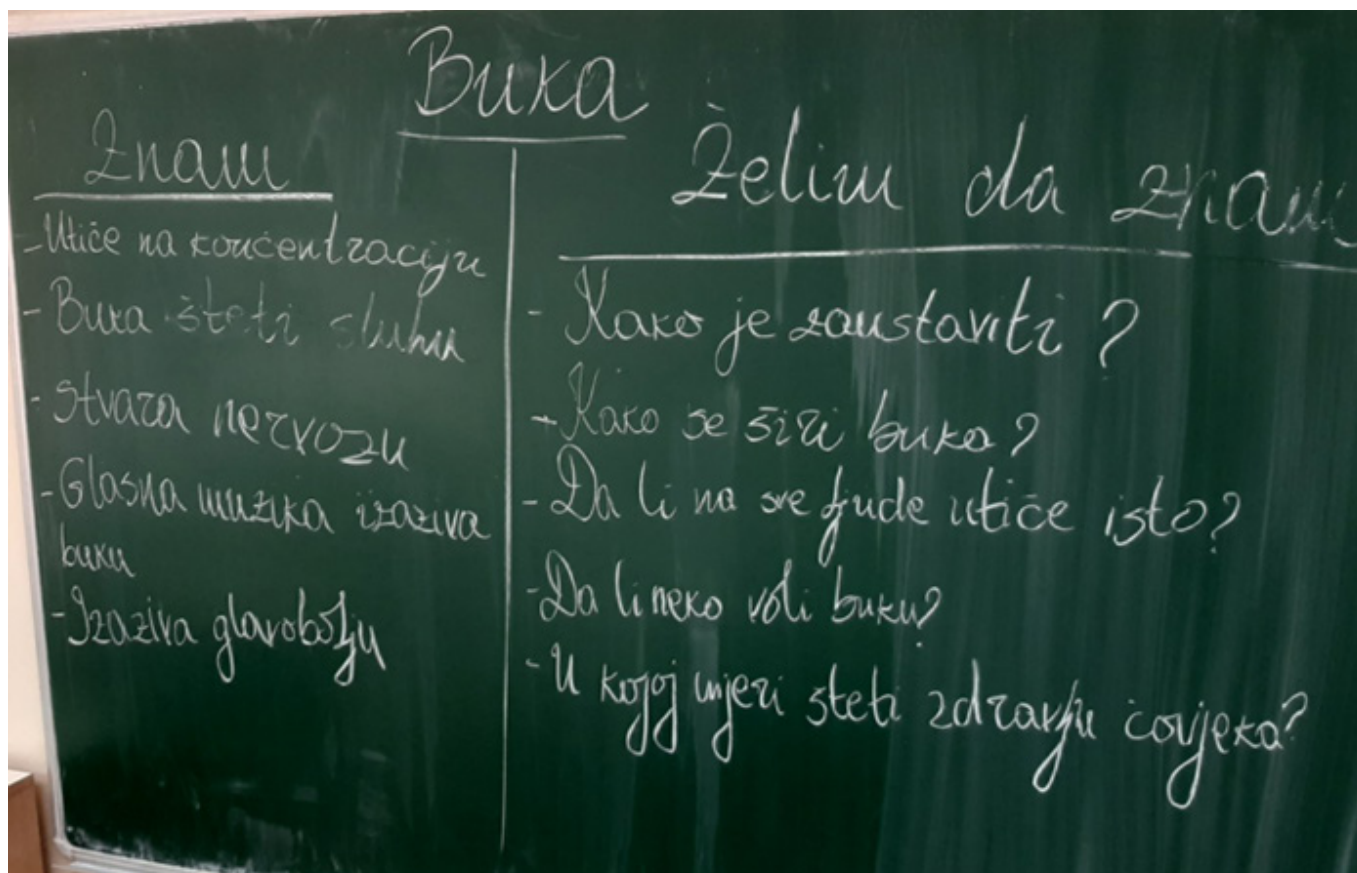 Buka
Znam
- Utiče na koncentraciju
- Buka šteti sluhu
- Stvara nervozu
- Glasna muzika izaziva
buku
- Izaziva glavobolju
Želim da znam
- Kako je zaustaviti?
- Kako se širi buka?
- Da li na sve ljude utiče isto?
- Da li neko voli buku?
- U kojoj mjeri šteti zdravlju čovjeka?